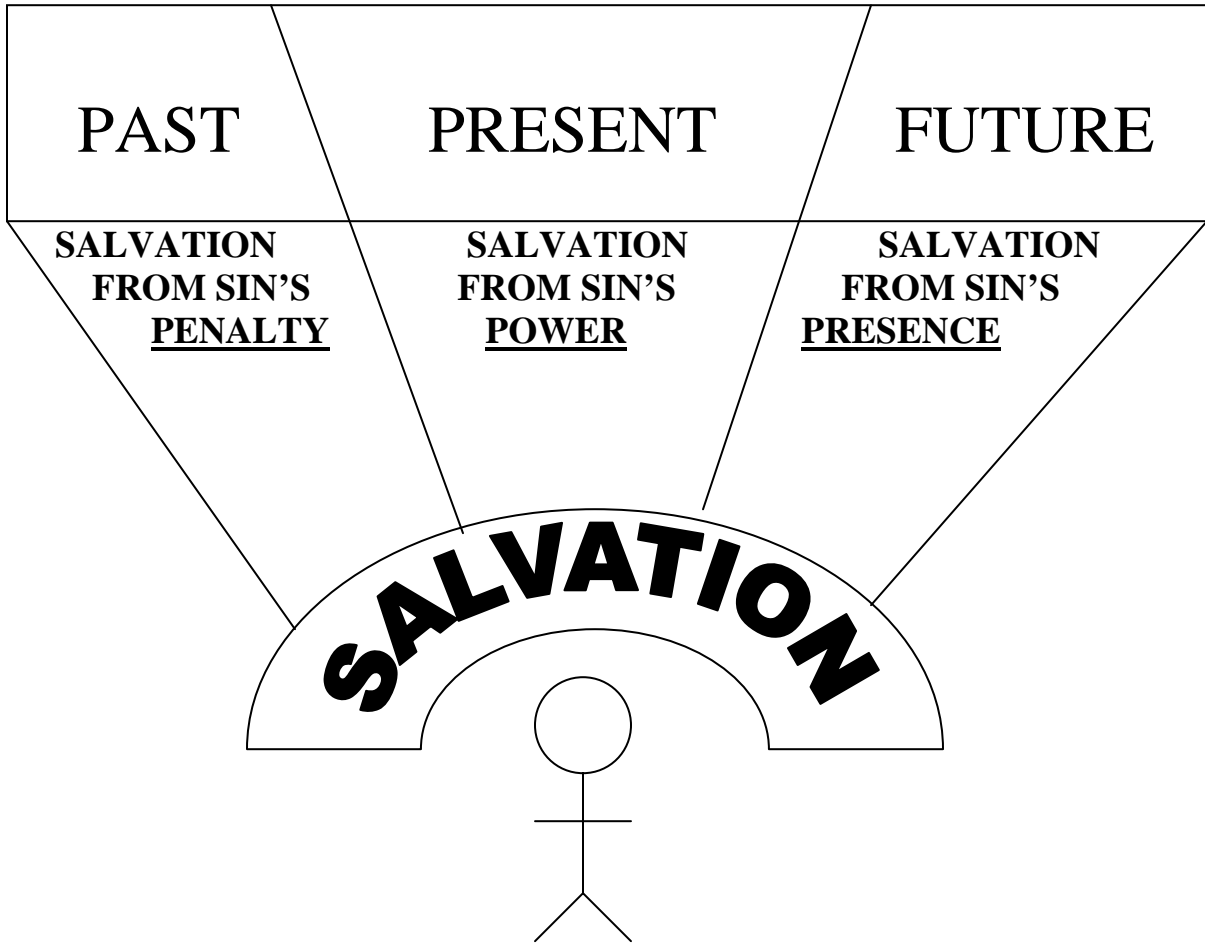 PAST
PRESENT
FUTURE
SALVATION
FROM SIN’S
PENALTY
SALVATION
FROM SIN’S
POWER
SALVATION
FROM SIN’S
PRESENCE
SALVATION